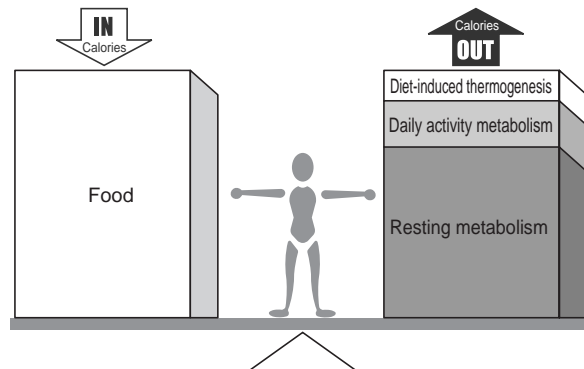 IN
Calories
Food
Calories
OUT
Diet-induced thermogenesis
Daily activity metabolism
Resting metabolism